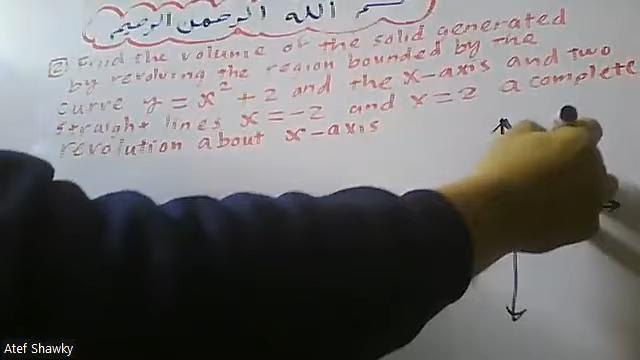 بسم الله الرحمن الرحيم
② Find the volume of the solid generated
by revolving the region bounded by the
curve y = x² + 2 and the x-axis and two
straight lines x = -2 and x = 2 a complete
revolution about x-axis
Atef Shawky